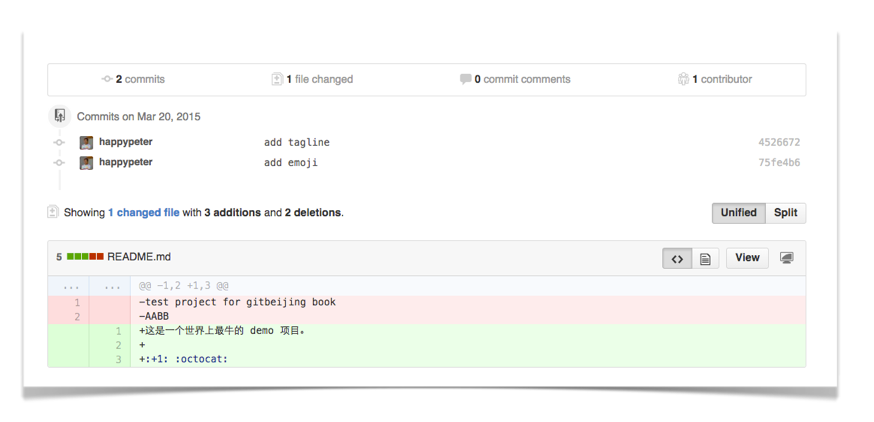 2 commits 1 file changed 0 commit comments 1 contributor
Commits on Mar 20, 2015
happypeter add tagline 4526672
happypeter add emoji 75fe4b6
Showing 1 changed file with 3 additions and 2 deletions. Unified Split
5 README.md <> View
... ... @@ -1,2 +1,3 @@
1 -test project for gitbeijing book
2 -AABB
1 +这是一个世界上最牛的 demo 项目。
2 +
3 +:+1: :octocat: